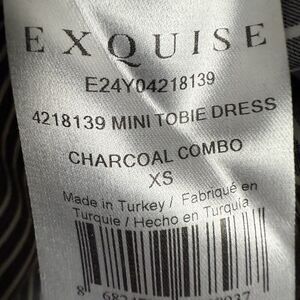 EXQUISE
E24Y04218139
4218139 MINI TOBIE DRESS
CHARCOAL COMBO
XS
Made in Turkey / Fabriqué en
Turquie / Hecho en Turquía